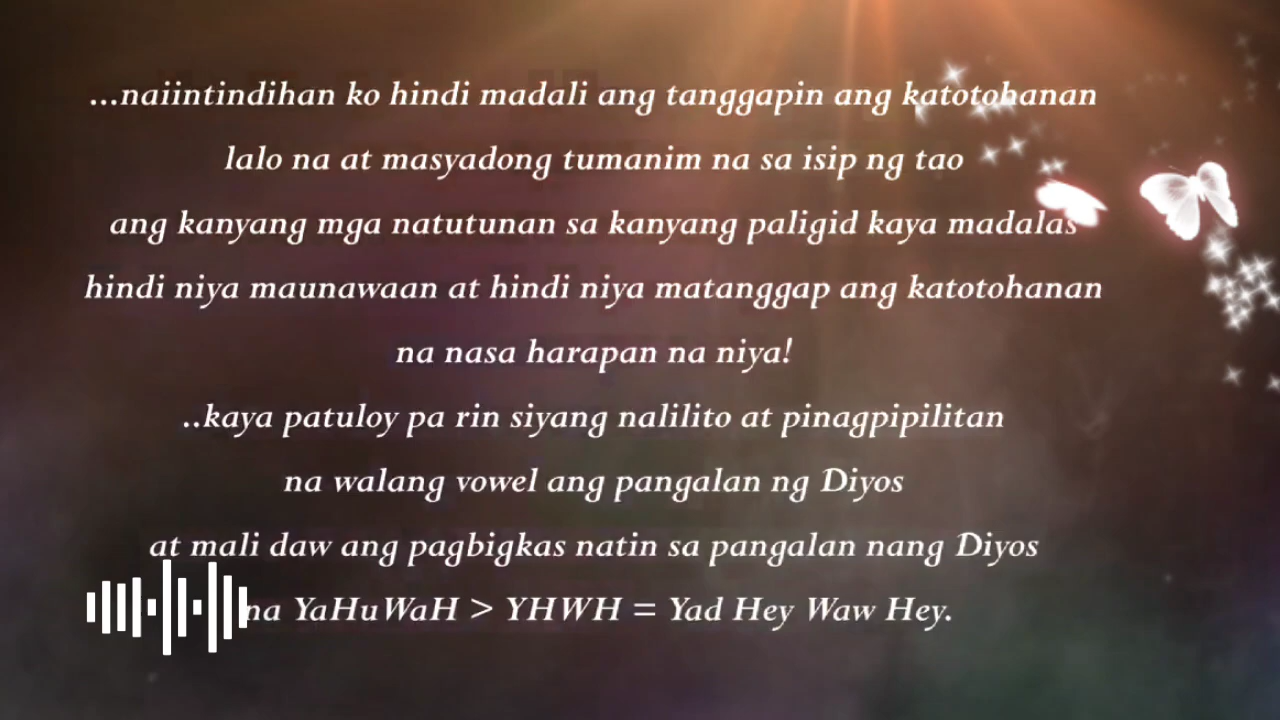 ...naiintindihan ko hindi madali ang tanggapin ang katotohanan
lalo na at masyadong tumanim na sa isip ng tao
ang kanyang mga natutunan sa kanyang paligid kaya madalas
hindi niya maunawaan at hindi niya matanggap ang katotohanan
na nasa harapan na niya!
..kaya patuloy pa rin siyang nalilito at pinagpipilitan
na walang vowel ang pangalan ng Diyos
at mali daw ang pagbigkas natin sa pangalan nang Diyos
na YaHuWaH > YHWH = Yad Hey Waw Hey.